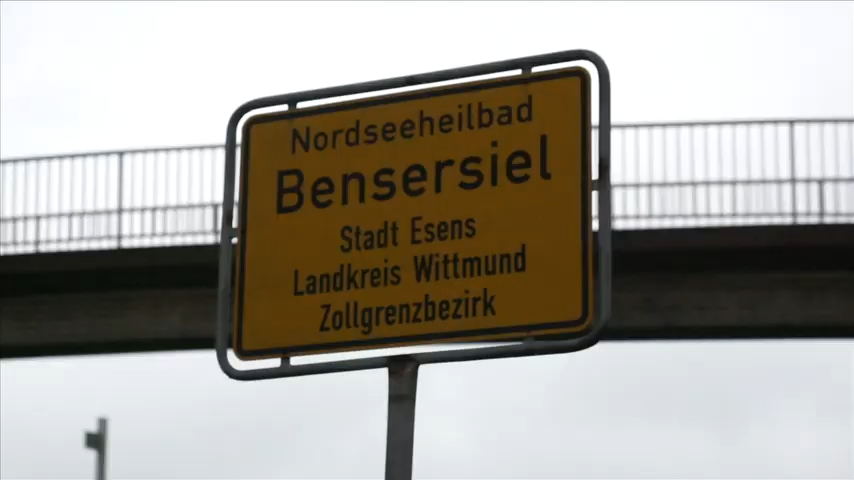 Nordseeheilbad
Bensersiel
Stadt Esens
Landkreis Wittmund
Zollgrenzbezirk